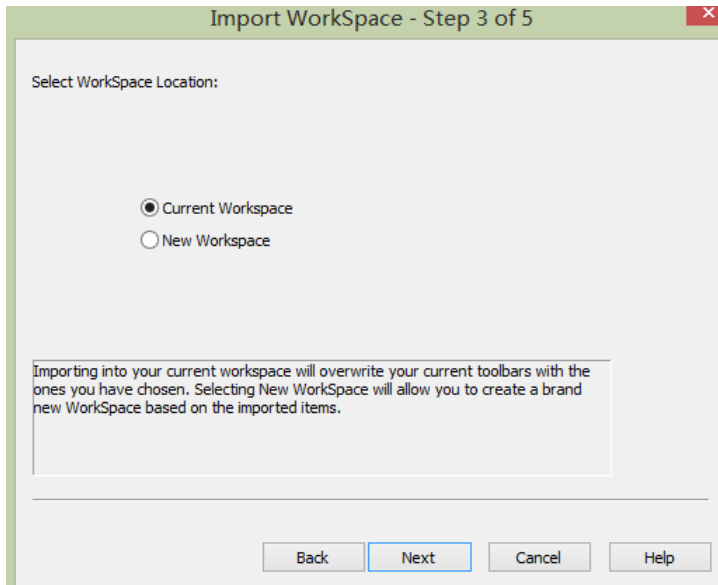 Import WorkSpace - Step 3 of 5
Select WorkSpace Location:
Current Workspace
New Workspace
Importing into your current workspace will overwrite your current toolbars with the
ones you have chosen. Selecting New WorkSpace will allow you to create a brand
new WorkSpace based on the imported items.
Back Next Cancel Help